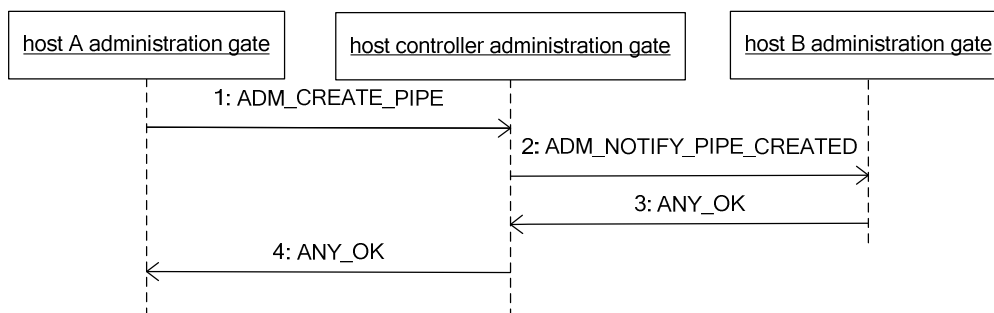 host A administration gate
host controller administration gate
host B administration gate
1: ADM_CREATE_PIPE
2: ADM_NOTIFY_PIPE_CREATED
3: ANY_OK
4: ANY_OK